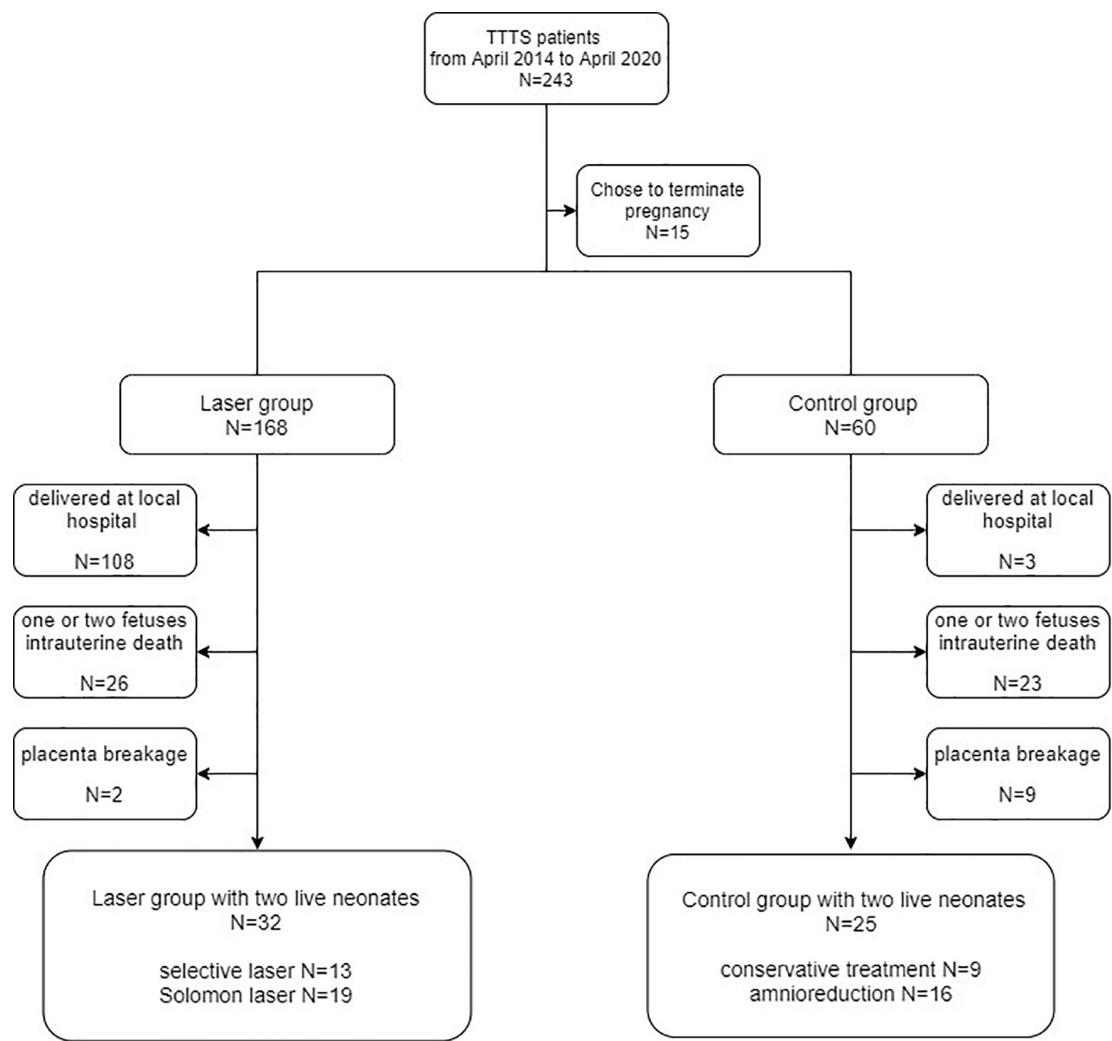 TTTS patients
from April 2014 to April 2020
N=243
Chose to terminate
pregnancy
N=15
Laser group
N=168
Control group
N=60
delivered at local
hospital
N=108
delivered at local
hospital
N=3
one or two fetuses
intrauterine death
N=26
one or two fetuses
intrauterine death
N=23
placenta breakage
N=2
placenta breakage
N=9
Laser group with two live neonates
N=32
selective laser N=13
Solomon laser N=19
Control group with two live neonates
N=25
conservative treatment N=9
amnioreduction N=16